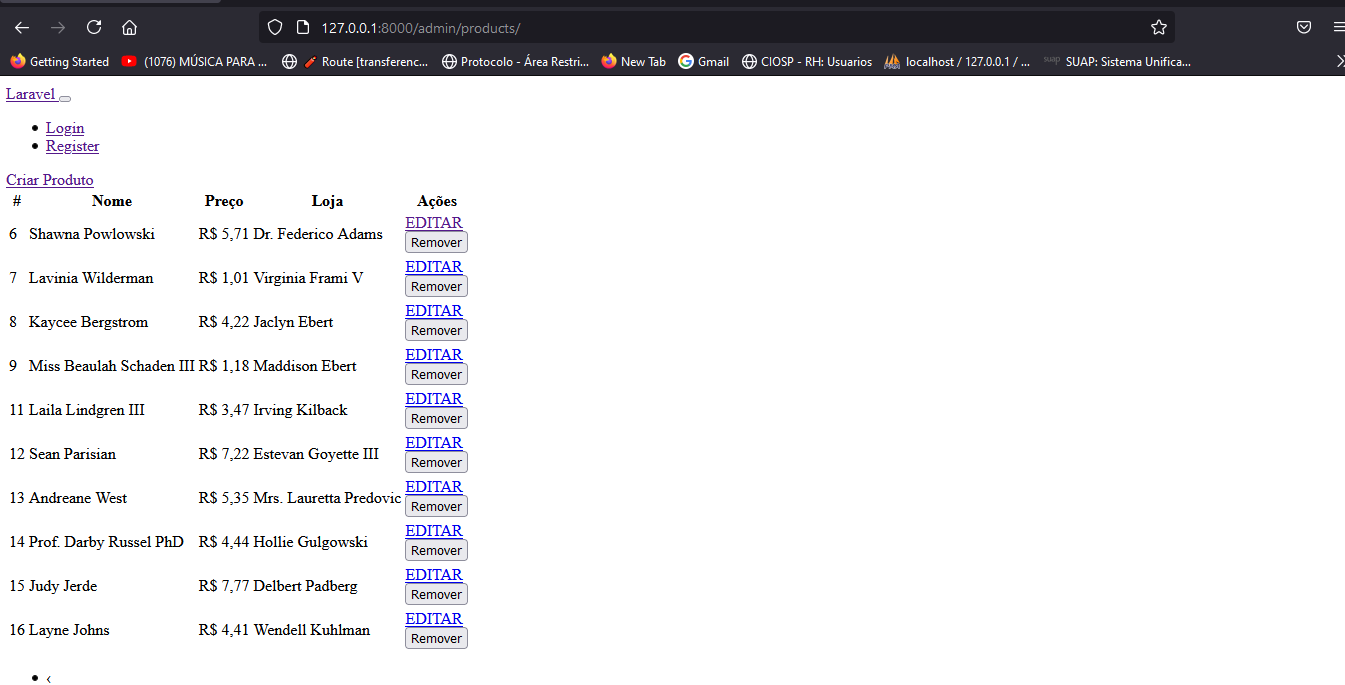 127.0.0.1:8000/admin/products/
Getting Started (1076) MÚSICA PARA ... Route [transferenc... Protocolo - Área Restri... New Tab Gmail CIOSP - RH: Usuarios localhost / 127.0.0.1 / ... suap SUAP: Sistema Unifica...
Laravel
• Login
• Register
Criar Produto
# Nome Preço Loja Ações
6 Shawna Powlowski R$ 5,71 Dr. Federico Adams EDITAR
Remover
7 Lavinia Wilderman R$ 1,01 Virginia Frami V EDITAR
Remover
8 Kaycee Bergstrom R$ 4,22 Jaclyn Ebert EDITAR
Remover
9 Miss Beaulah Schaden III R$ 1,18 Maddison Ebert EDITAR
Remover
11 Laila Lindgren III R$ 3,47 Irving Kilback EDITAR
Remover
12 Sean Parisian R$ 7,22 Estevan Goyette III EDITAR
Remover
13 Andreane West R$ 5,35 Mrs. Lauretta Predovic EDITAR
Remover
14 Prof. Darby Russel PhD R$ 4,44 Hollie Gulgowski EDITAR
Remover
15 Judy Jerde R$ 7,77 Delbert Padberg EDITAR
Remover
16 Layne Johns R$ 4,41 Wendell Kuhlman EDITAR
Remover
• ‹